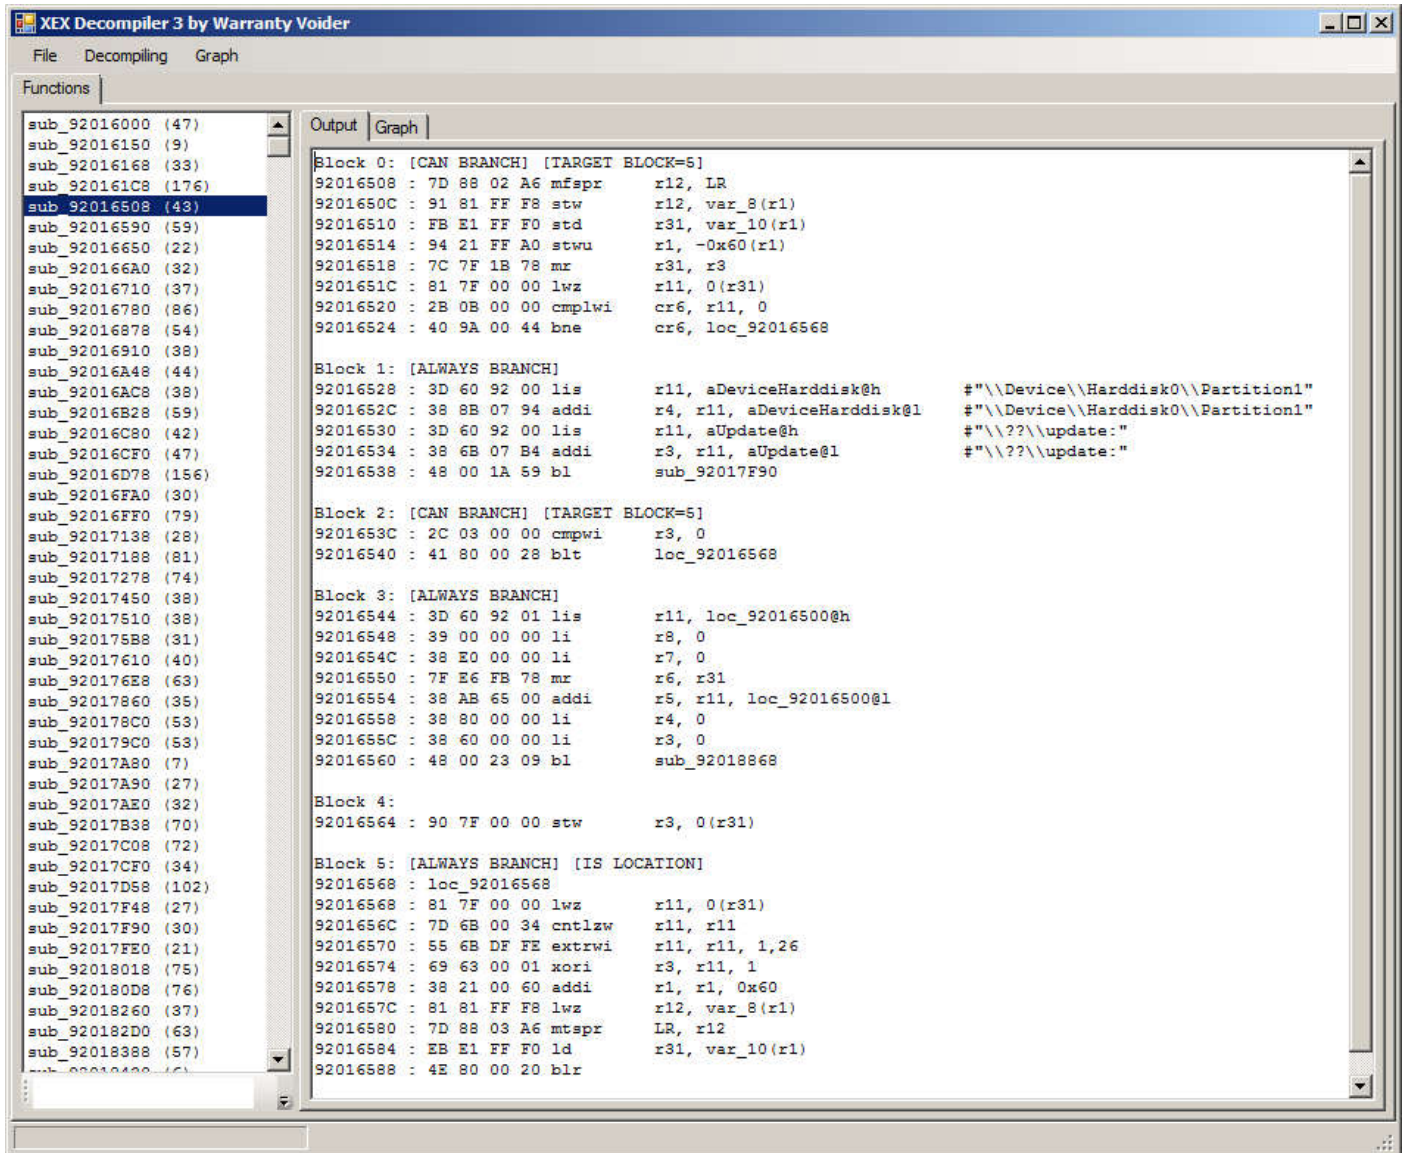 XEX Decompiler 3 by Warranty Voider
File Decompiling Graph
Functions
sub_92016000 (47)
sub_92016150 (9)
sub_92016168 (33)
sub_920161C8 (176)
sub_92016508 (43)
sub_92016590 (59)
sub_92016650 (22)
sub_920166A0 (32)
sub_92016710 (37)
sub_92016780 (86)
sub_92016878 (54)
sub_92016910 (38)
sub_92016A48 (44)
sub_92016AC8 (38)
sub_92016B28 (59)
sub_92016C80 (42)
sub_92016CF0 (47)
sub_92016D78 (156)
sub_92016FA0 (30)
sub_92016FF0 (79)
sub_92017138 (28)
sub_92017188 (81)
sub_92017278 (74)
sub_92017450 (38)
sub_92017510 (38)
sub_920175B8 (31)
sub_92017610 (40)
sub_920176E8 (63)
sub_92017860 (35)
sub_920178C0 (53)
sub_920179C0 (53)
sub_92017A80 (7)
sub_92017A90 (27)
sub_92017AE0 (32)
sub_92017B38 (70)
sub_92017C08 (72)
sub_92017CF0 (34)
sub_92017D58 (102)
sub_92017F48 (27)
sub_92017F90 (30)
sub_92017FE0 (21)
sub_92018018 (75)
sub_920180D8 (76)
sub_92018260 (37)
sub_920182D0 (63)
sub_92018388 (57)
Output Graph
Block 0: [CAN BRANCH] [TARGET BLOCK=5]
92016508 : 7D 88 02 A6 mfspr r12, LR
9201650C : 91 81 FF F8 stw r12, var_8(r1)
92016510 : FB E1 FF F0 std r31, var_10(r1)
92016514 : 94 21 FF A0 stwu r1, -0x60(r1)
92016518 : 7C 7F 1B 78 mr r31, r3
9201651C : 81 7F 00 00 lwz r11, 0(r31)
92016520 : 2B 0B 00 00 cmplwi cr6, r11, 0
92016524 : 40 9A 00 44 bne cr6, loc_92016568
Block 1: [ALWAYS BRANCH]
92016528 : 3D 60 92 00 lis r11, aDeviceHarddisk@h #"\\Device\\Harddisk0\\Partition1"
9201652C : 38 8B 07 94 addi r4, r11, aDeviceHarddisk@l #"\\Device\\Harddisk0\\Partition1"
92016530 : 3D 60 92 00 lis r11, aUpdate@h #"\\??\\update:"
92016534 : 38 6B 07 B4 addi r3, r11, aUpdate@l #"\\??\\update:"
92016538 : 48 00 1A 59 bl sub_92017F90
Block 2: [CAN BRANCH] [TARGET BLOCK=5]
9201653C : 2C 03 00 00 cmpwi r3, 0
92016540 : 41 80 00 28 blt loc_92016568
Block 3: [ALWAYS BRANCH]
92016544 : 3D 60 92 01 lis r11, loc_92016500@h
92016548 : 39 00 00 00 li r8, 0
9201654C : 38 E0 00 00 li r7, 0
92016550 : 7F E6 FB 78 mr r6, r31
92016554 : 38 AB 65 00 addi r5, r11, loc_92016500@l
92016558 : 38 80 00 00 li r4, 0
9201655C : 38 60 00 00 li r3, 0
92016560 : 48 00 23 09 bl sub_92018868
Block 4:
92016564 : 90 7F 00 00 stw r3, 0(r31)
Block 5: [ALWAYS BRANCH] [IS LOCATION]
92016568 : loc_92016568
92016568 : 81 7F 00 00 lwz r11, 0(r31)
9201656C : 7D 6B 00 34 cntlzw r11, r11
92016570 : 55 6B DF FE extrwi r11, r11, 1,26
92016574 : 69 63 00 01 xori r3, r11, 1
92016578 : 38 21 00 60 addi r1, r1, 0x60
9201657C : 81 81 FF F8 lwz r12, var_8(r1)
92016580 : 7D 88 03 A6 mtspr LR, r12
92016584 : EB E1 FF F0 ld r31, var_10(r1)
92016588 : 4E 80 00 20 blr